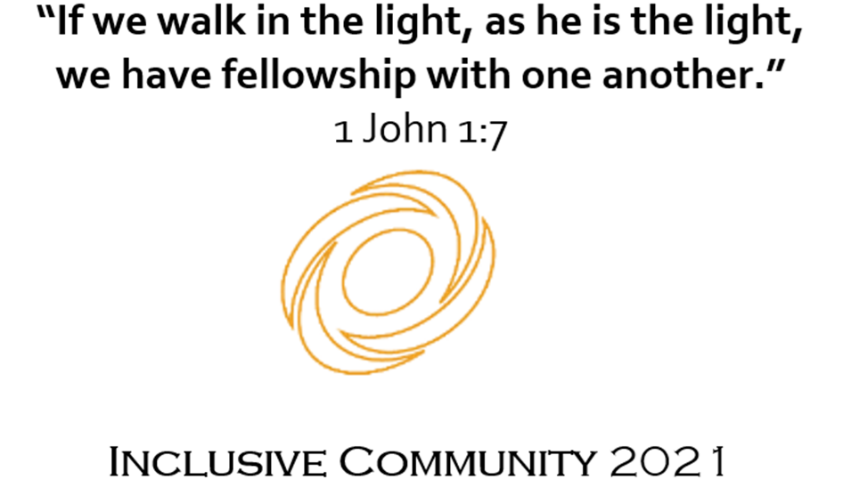 “If we walk in the light, as he is the light,
we have fellowship with one another.”
1 John 1:7
INCLUSIVE COMMUNITY 2021